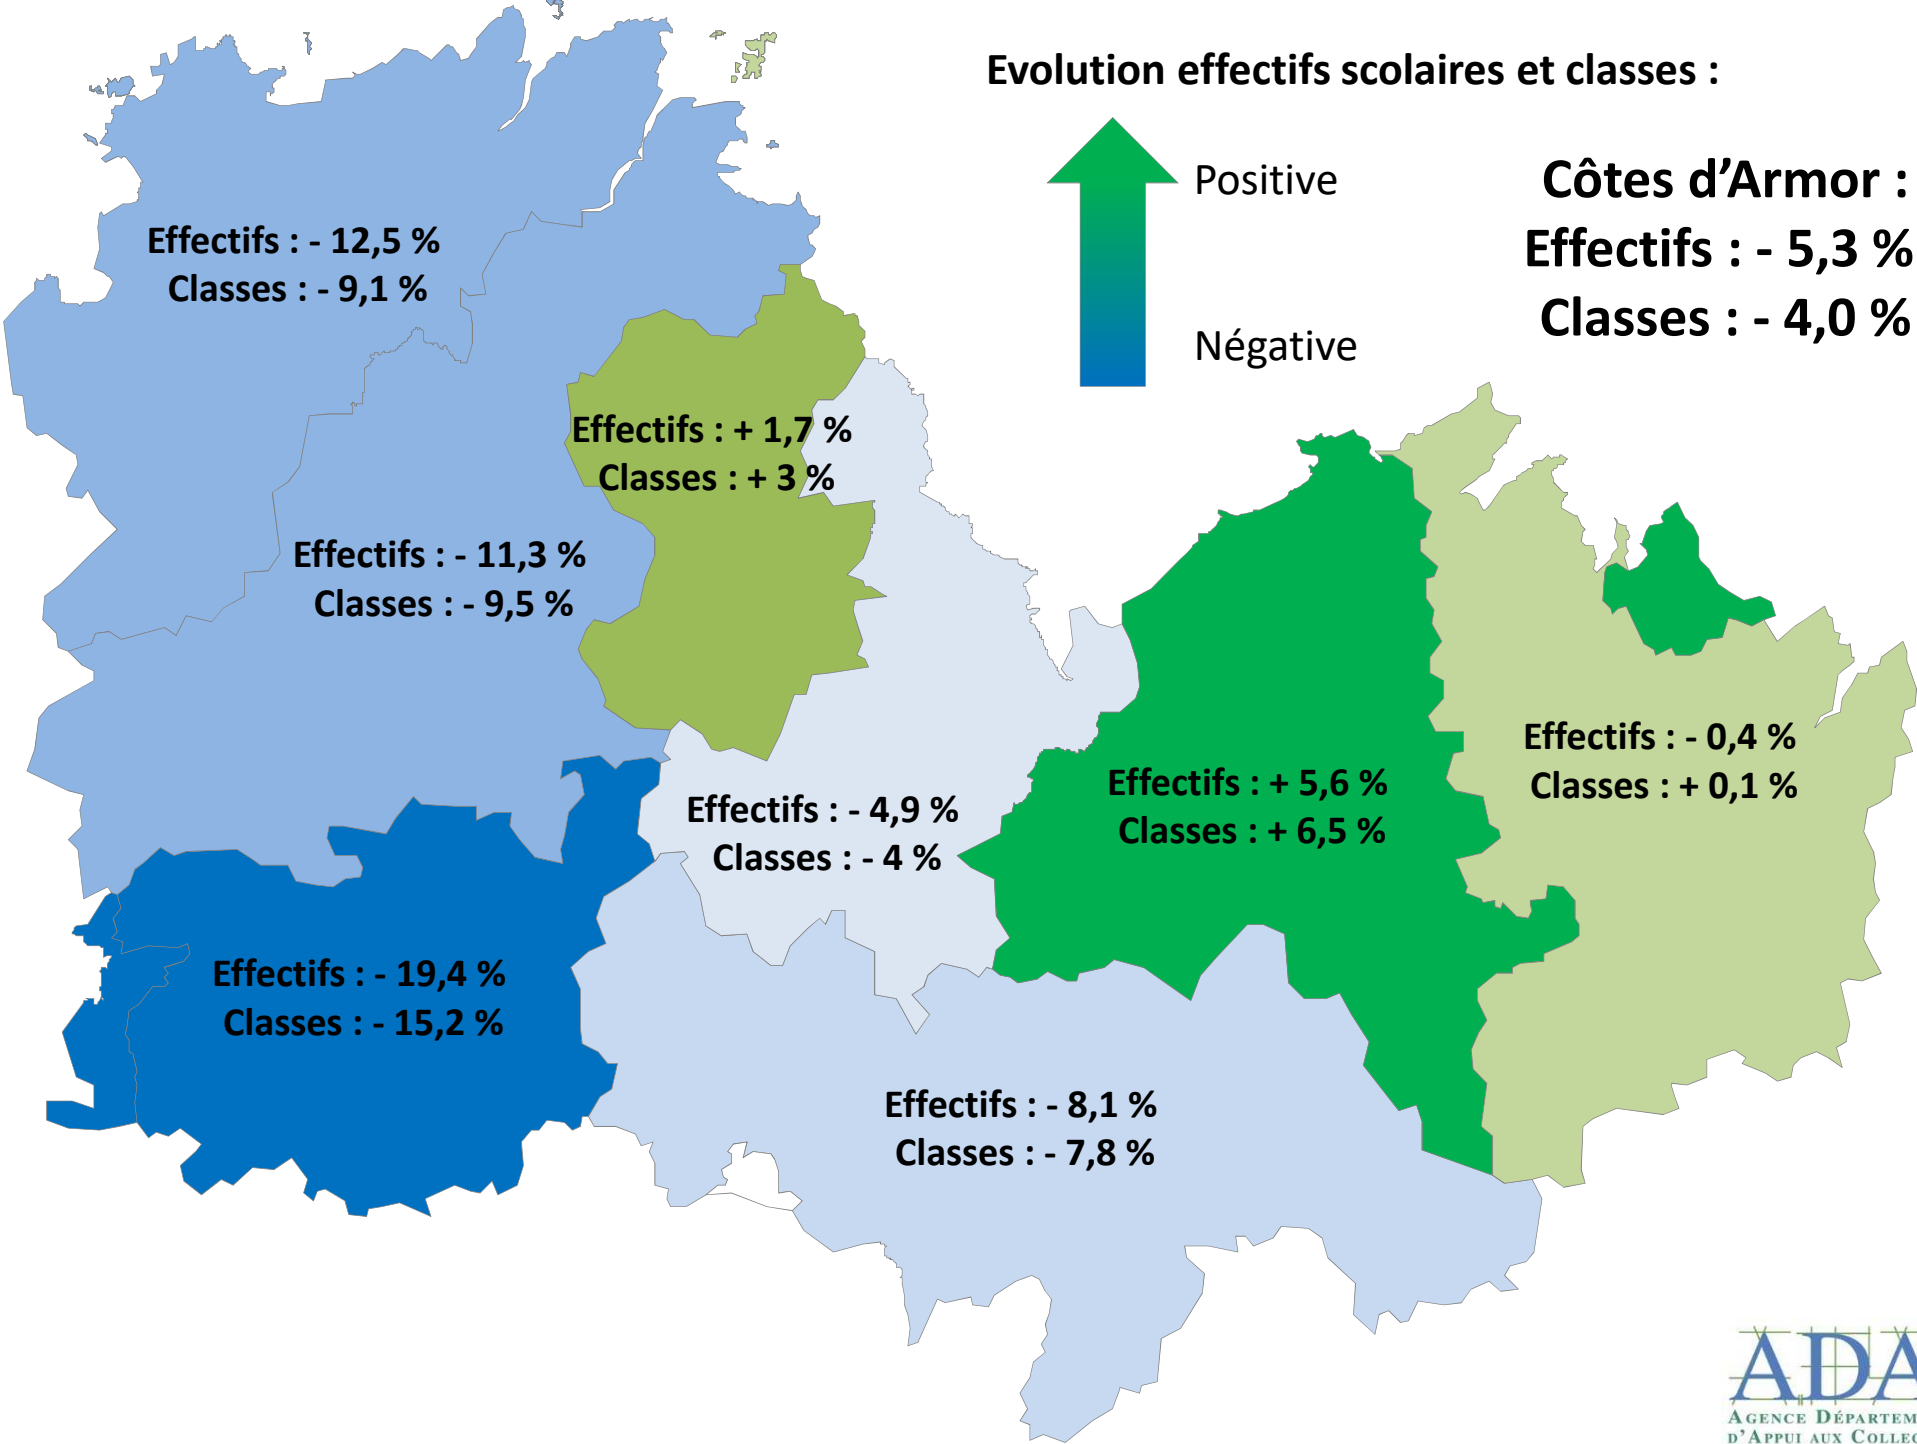 Evolution effectifs scolaires et classes :
Positive
Négative
Côtes d’Armor :
Effectifs : - 5,3 %
Classes : - 4,0 %
Effectifs : - 12,5 %
Classes : - 9,1 %
Effectifs : + 1,7 %
Classes : + 3 %
Effectifs : - 11,3 %
Classes : - 9,5 %
Effectifs : - 0,4 %
Classes : + 0,1 %
Effectifs : + 5,6 %
Classes : + 6,5 %
Effectifs : - 4,9 %
Classes : - 4 %
Effectifs : - 19,4 %
Classes : - 15,2 %
Effectifs : - 8,1 %
Classes : - 7,8 %
ADA
AGENCE
D'APPUI AUX